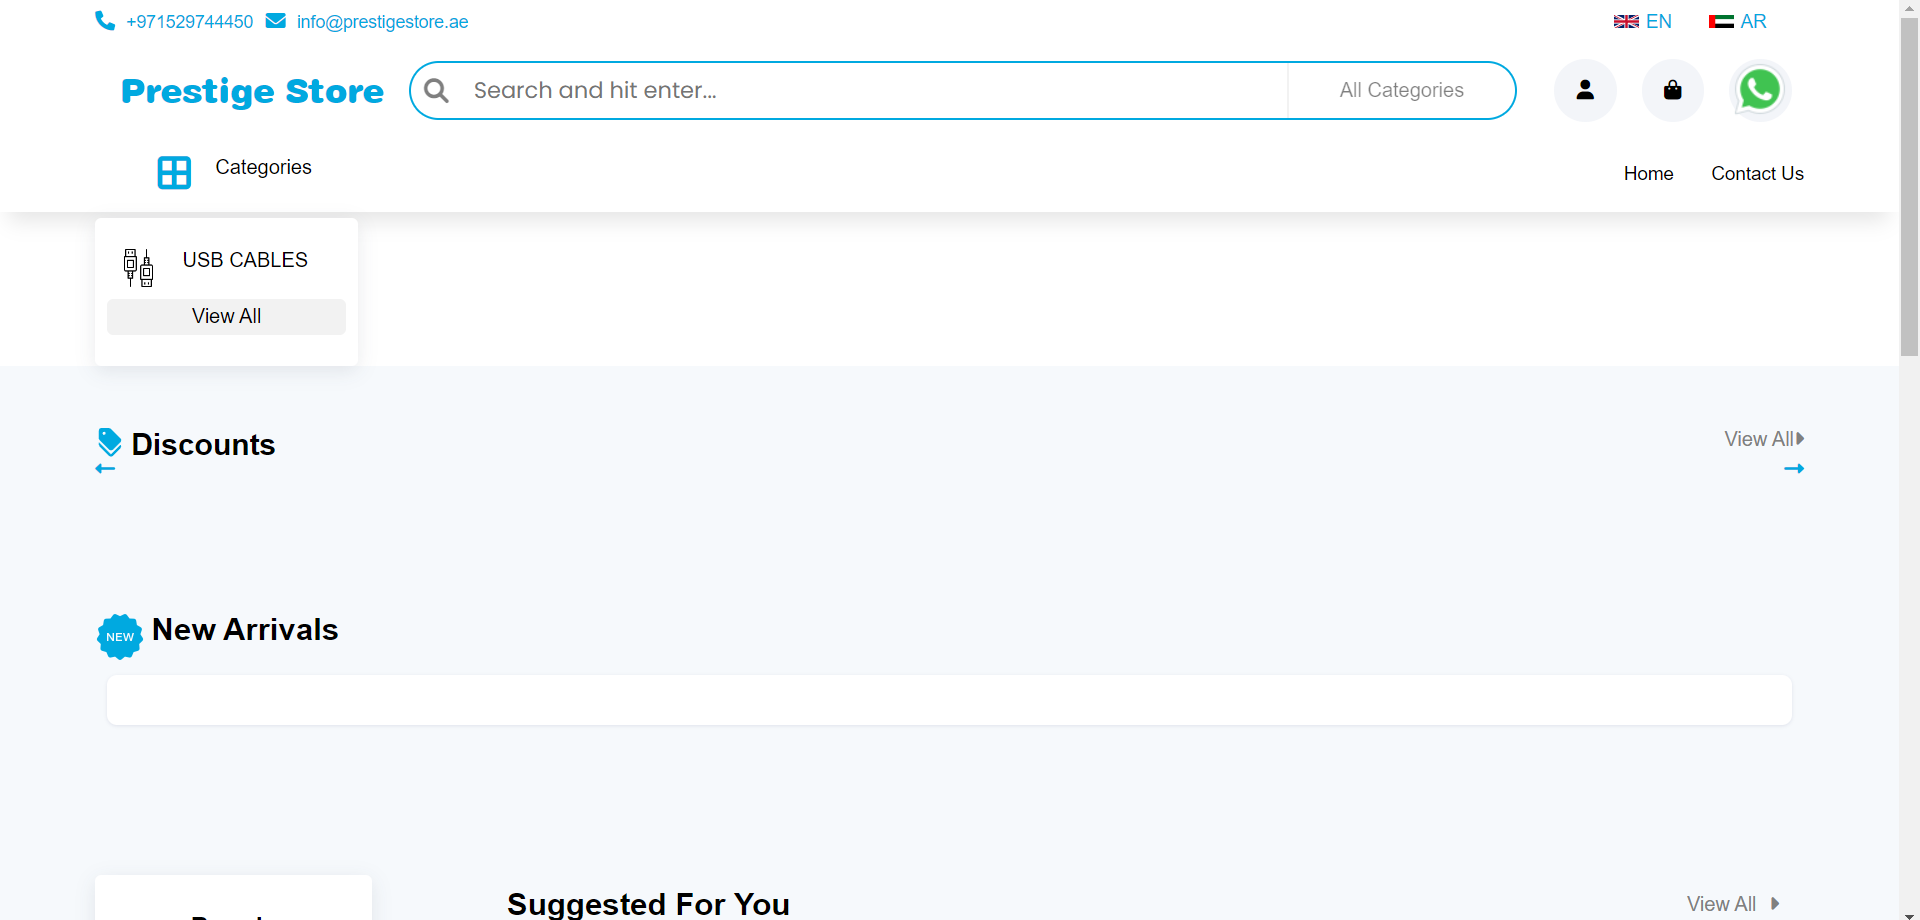 +971529744450 info@prestigestore.ae EN AR
Prestige Store Search and hit enter... All Categories
Categories Home Contact Us
USB CABLES
View All
Discounts View All
NEW New Arrivals
Suggested For You View All